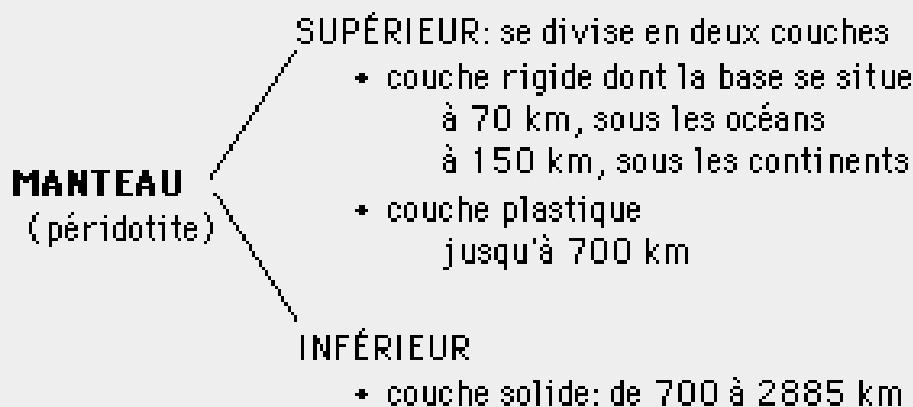 SUPÉRIEUR: se divise en deux couches
• couche rigide dont la base se situe
à 70 km, sous les océans
à 150 km, sous les continents
MANTEAU
(péridotite)
• couche plastique
jusqu'à 700 km
INFÉRIEUR
• couche solide: de 700 à 2885 km